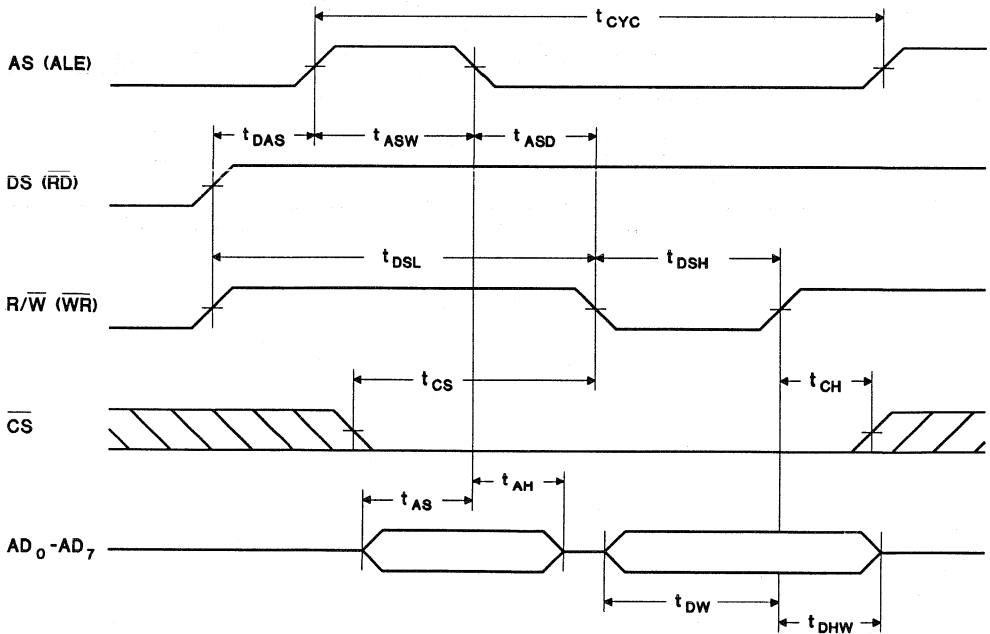 t CYC
AS (ALE)
t DAS
t ASW
t ASD
DS (RD)
t DSL
t DSH
R/W (WR)
t CS
t CH
CS
t AS
t AH
AD 0 -AD 7
t DW
t DHW